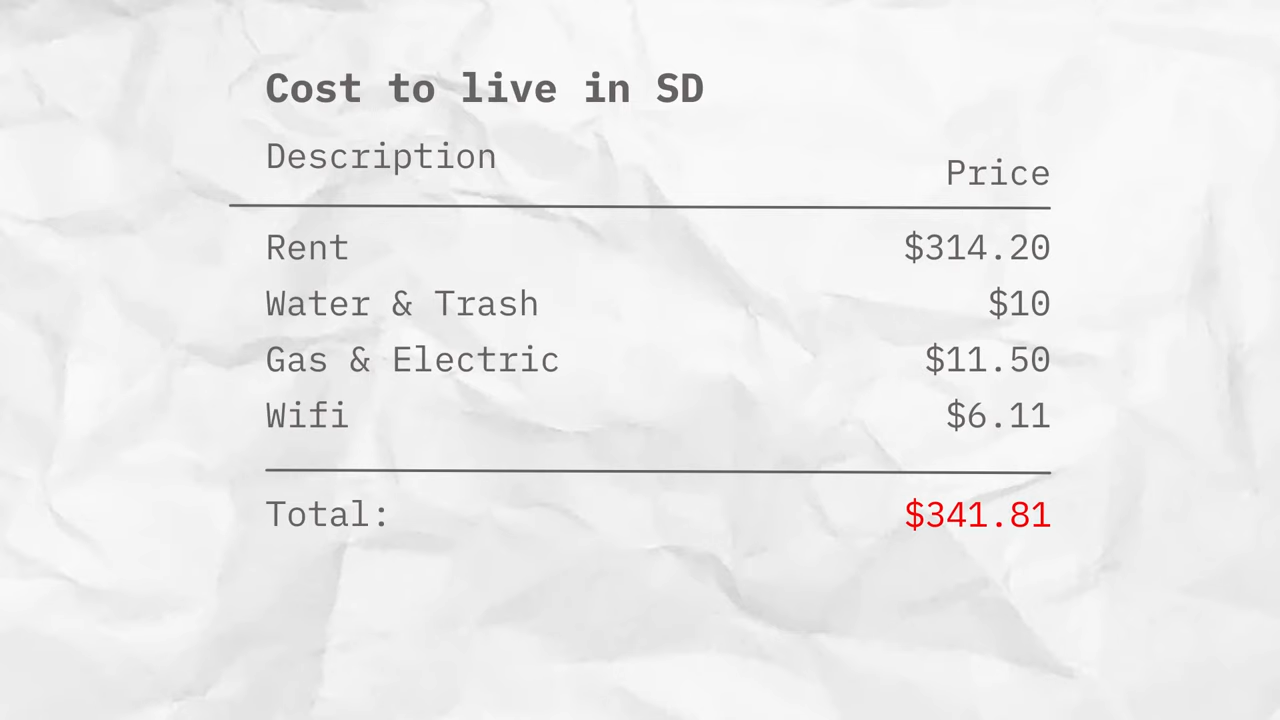 Cost to live in SD
Description Price
Rent $314.20
Water & Trash $10
Gas & Electric $11.50
Wifi $6.11
Total: $341.81